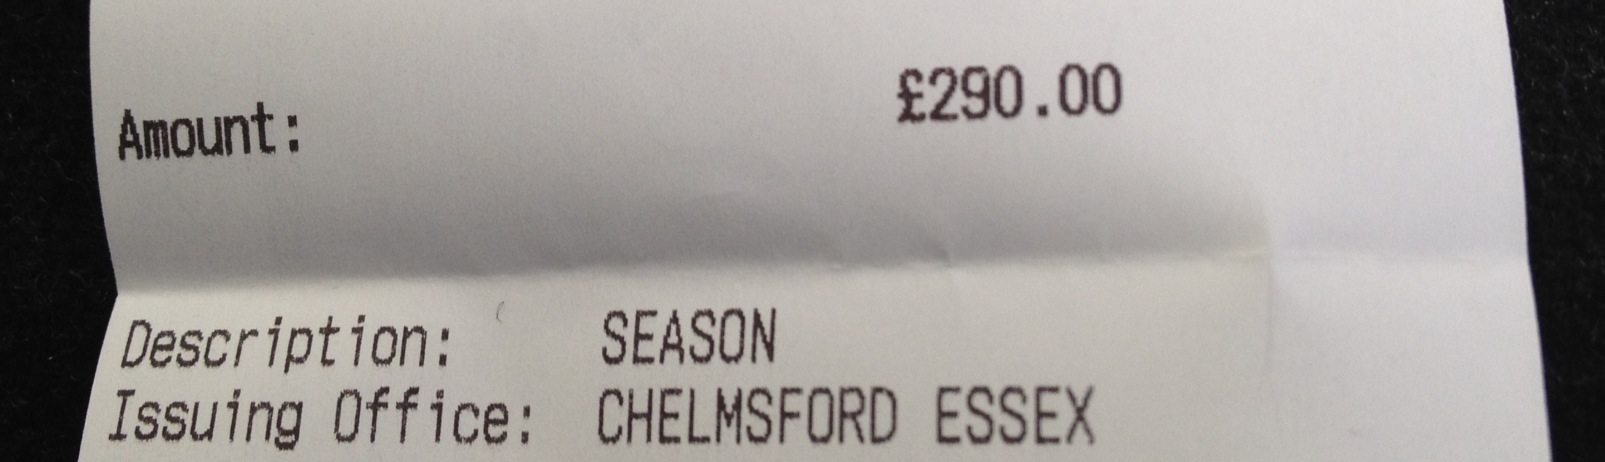 Amount: £290.00
Description: SEASON
Issuing Office: CHELMSFORD ESSEX